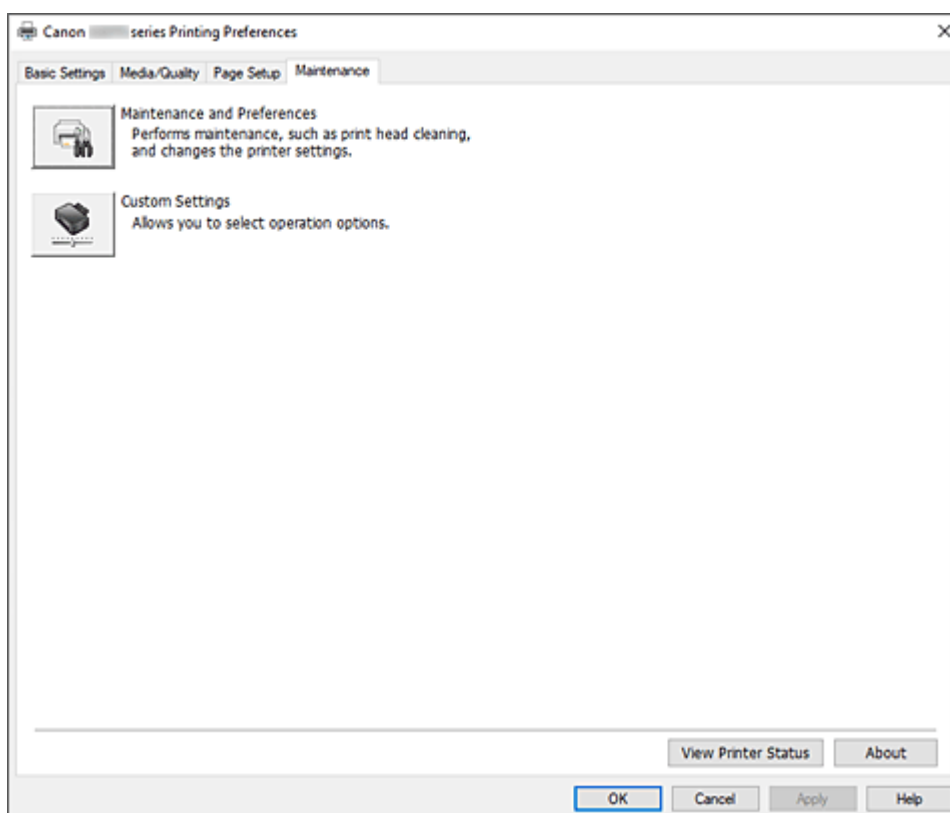 Canon series Printing Preferences
Basic Settings Media/Quality Page Setup Maintenance
Maintenance and Preferences
Performs maintenance, such as print head cleaning,
and changes the printer settings.
Custom Settings
Allows you to select operation options.
View Printer Status About
OK Cancel Apply Help